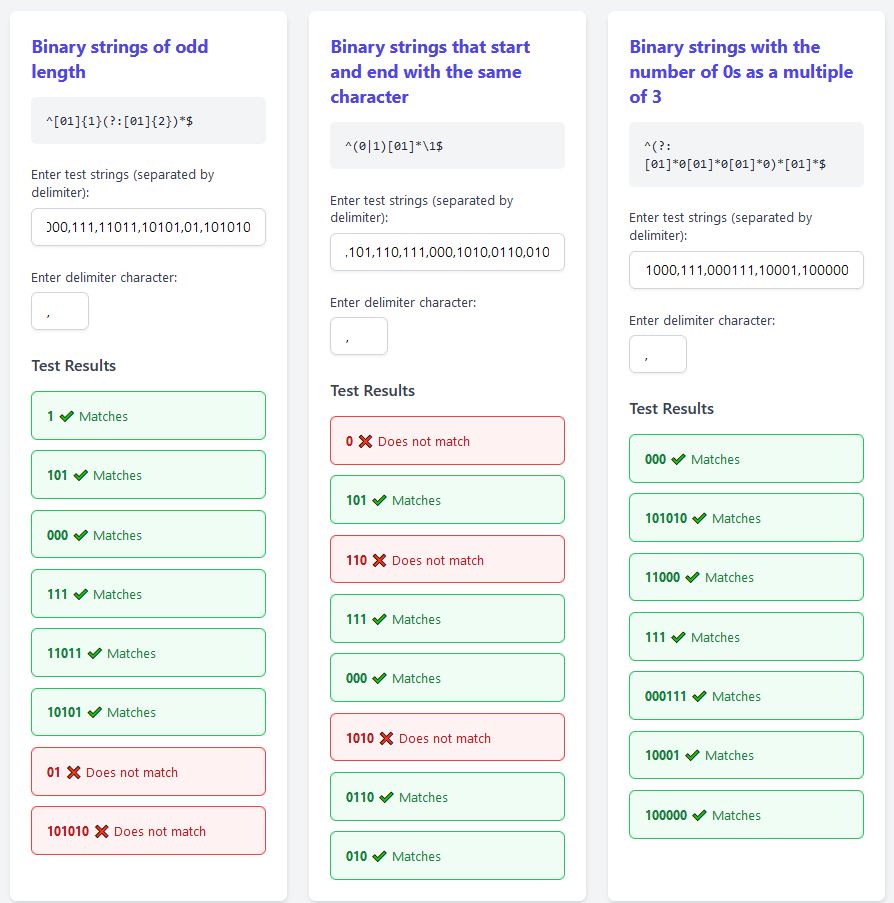 Binary strings of odd
length
^[01]{1}(?:[01]{2})*$
Enter test strings (separated by
delimiter):
000,111,11011,10101,01,101010
Enter delimiter character:
,
Test Results
1 ✔ Matches
101 ✔ Matches
000 ✔ Matches
111 ✔ Matches
11011 ✔ Matches
10101 ✔ Matches
01 ❌ Does not match
101010 ❌ Does not match
Binary strings that start
and end with the same
character
^(0|1)[01]*\1$
Enter test strings (separated by
delimiter):
,101,110,111,000,1010,0110,010
Enter delimiter character:
,
Test Results
0 ❌ Does not match
101 ✔ Matches
110 ❌ Does not match
111 ✔ Matches
000 ✔ Matches
1010 ❌ Does not match
0110 ✔ Matches
010 ✔ Matches
Binary strings with the
number of 0s as a multiple
of 3
^(?:
[01]*0[01]*0[01]*0)*[01]*$
Enter test strings (separated by
delimiter):
1000,111,000111,10001,100000
Enter delimiter character:
,
Test Results
000 ✔ Matches
101010 ✔ Matches
11000 ✔ Matches
111 ✔ Matches
000111 ✔ Matches
10001 ✔ Matches
100000 ✔ Matches